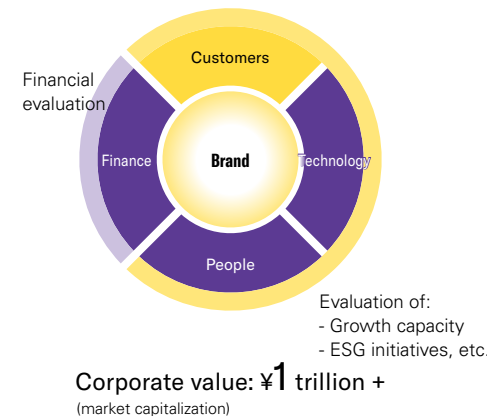 Customers
Financial
evaluation
Finance
Brand
Technology
People
Evaluation of:
- Growth capacity
- ESG initiatives, etc.
Corporate value: ¥1 trillion +
(market capitalization)